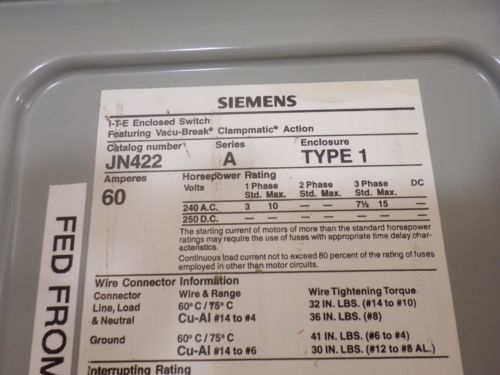 SIEMENS
I-T-E Enclosed Switch
Featuring Vacu-Break® Clampmatic® Action
Catalog number Series Enclosure
JN422 A TYPE 1
Amperes
60
Horsepower Rating
Volts 1 Phase 2 Phase 3 Phase DC
Std. Max. Std. Max. Std. Max.
240 A.C. 3 10 — — 7½ 15 —
250 D.C. — — — — — — —
The starting current of motors of more than the standard horsepower
ratings may require the use of fuses with appropriate time delay char-
acteristics.
Continuous load current not to exceed 80 percent of the rating of fuses
employed in other than motor circuits.
Wire Connector Information
Connector Wire & Range Wire Tightening Torque
Line, Load 60°C / 75°C 32 IN. LBS. (#14 to #10)
& Neutral Cu-Al #14 to #4 36 IN. LBS. (#8)
Ground 60°C / 75°C 41 IN. LBS. (#6 to #4)
Cu-Al #14 to #6 30 IN. LBS. (#12 to #8 AL.)
Interrupting Rating
FED FROM